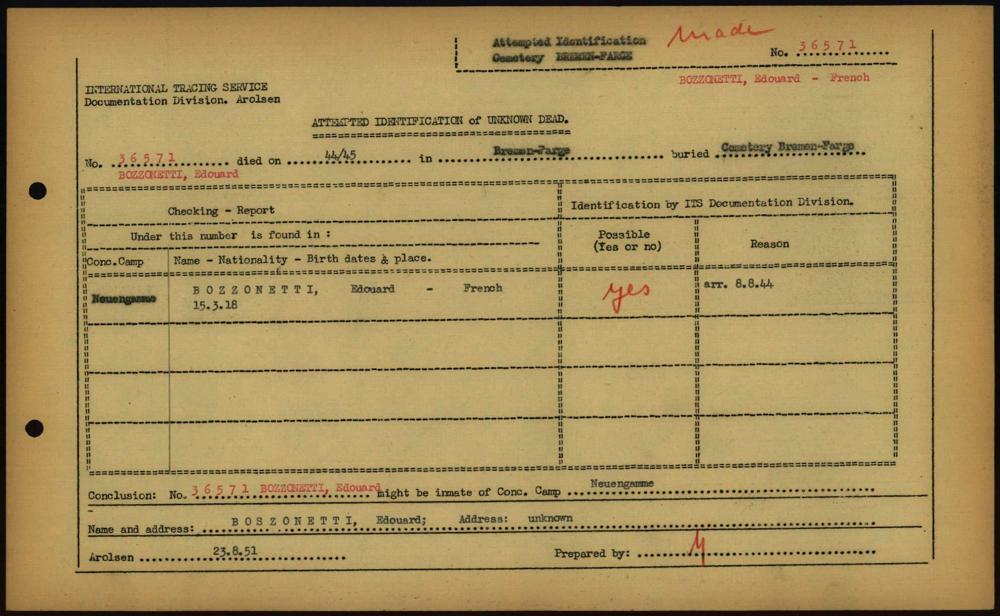 Attempted Identification
Cemetery BREMEN-FARGE
Made
No. 36571
BOZZONETTI, Edouard - French
INTERNATIONAL TRACING SERVICE
Documentation Division. Arolsen
ATTEMPTED IDENTIFICATION of UNKNOWN DEAD.
No. 36571 died on 44/45 in Bremen-Farge buried Cemetery Bremen-Farge
BOZZONETTI, Edouard
Checking - Report
Identification by ITS Documentation Division.
Under this number is found in :
Possible
(Yes or no)
Reason
Conc.Camp
Name - Nationality - Birth dates & place.
Neuengamme
BOZZONETTI, Edouard - French
15.3.18
yes
arr. 8.8.44
Conclusion: No. 36571 BOZZONETTI, Edouard might be inmate of Conc. Camp Neuengamme
Name and address: BOSZONETTI, Edouard; Address: unknown
Arolsen 23.8.51 Prepared by: